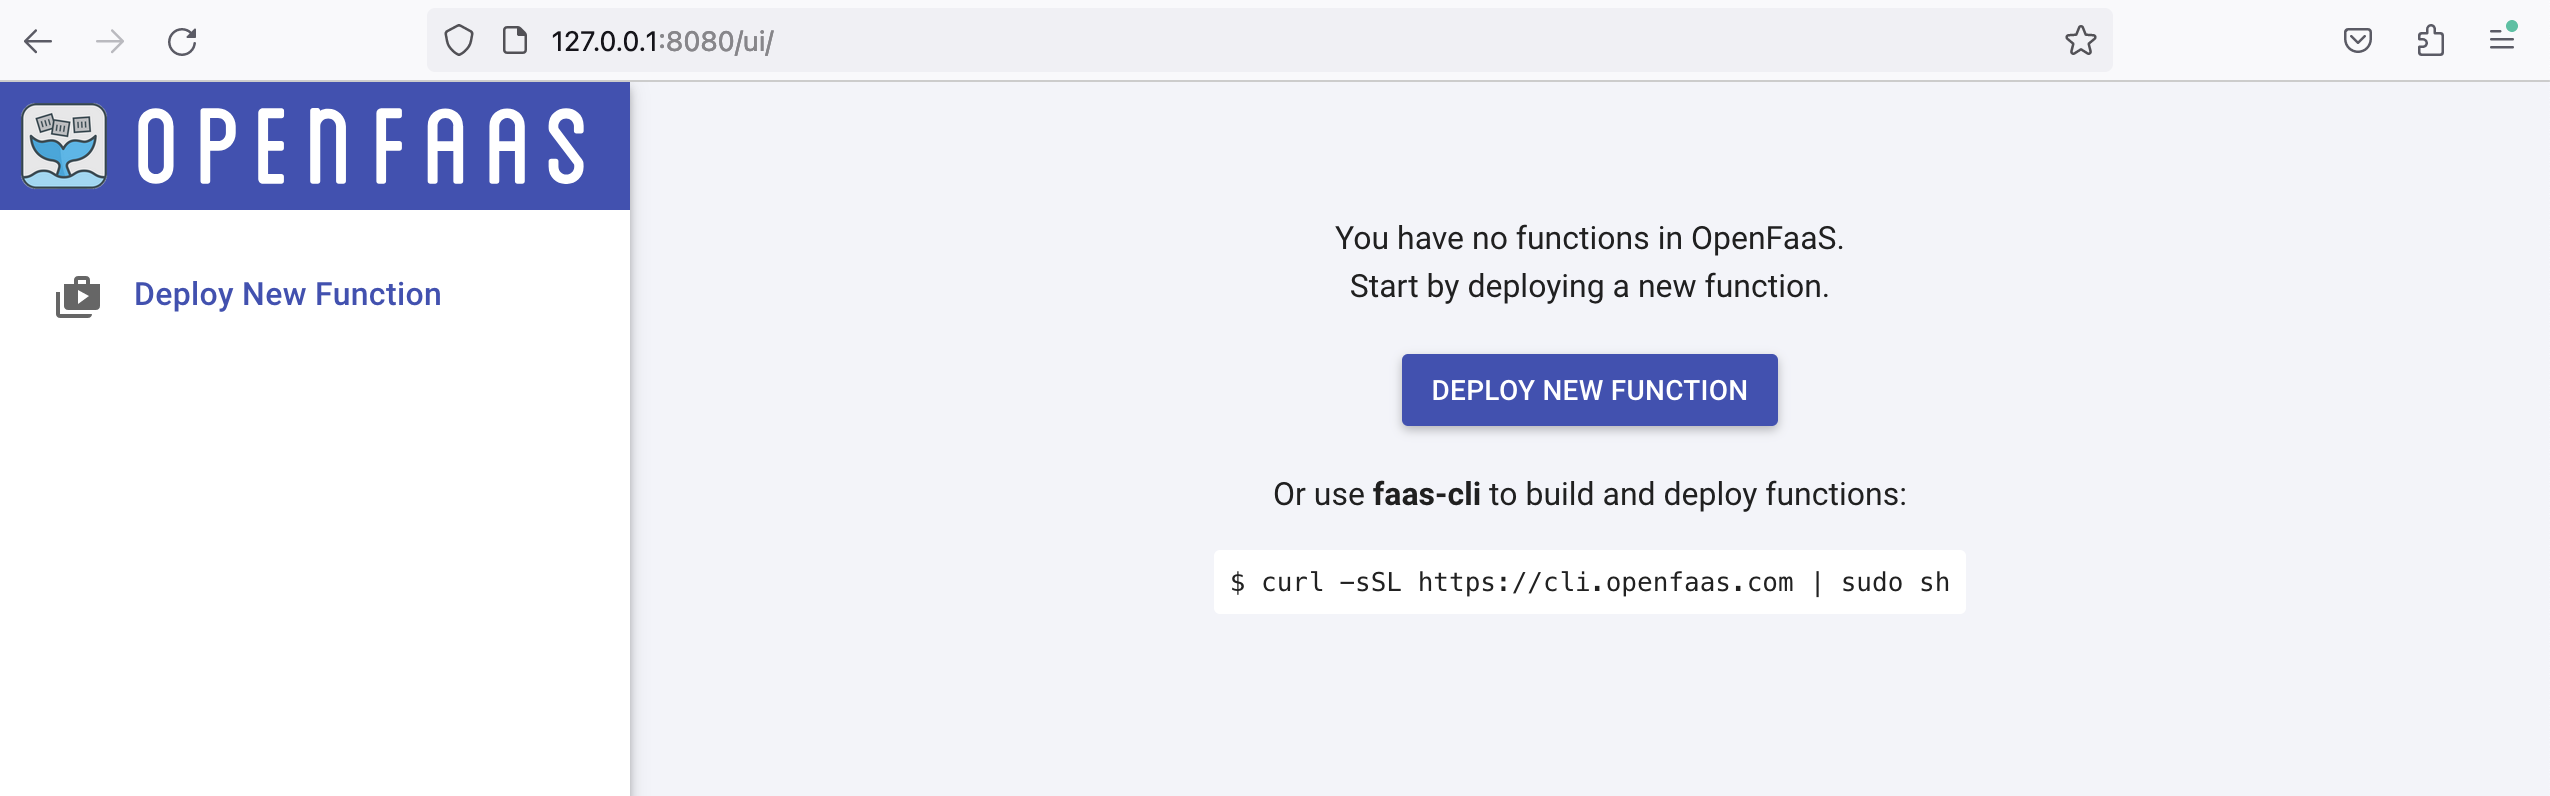 127.0.0.1:8080/ui/
OPENFAAS
Deploy New Function
You have no functions in OpenFaaS.
Start by deploying a new function.
DEPLOY NEW FUNCTION
Or use faas-cli to build and deploy functions:
$ curl -sSL https://cli.openfaas.com | sudo sh